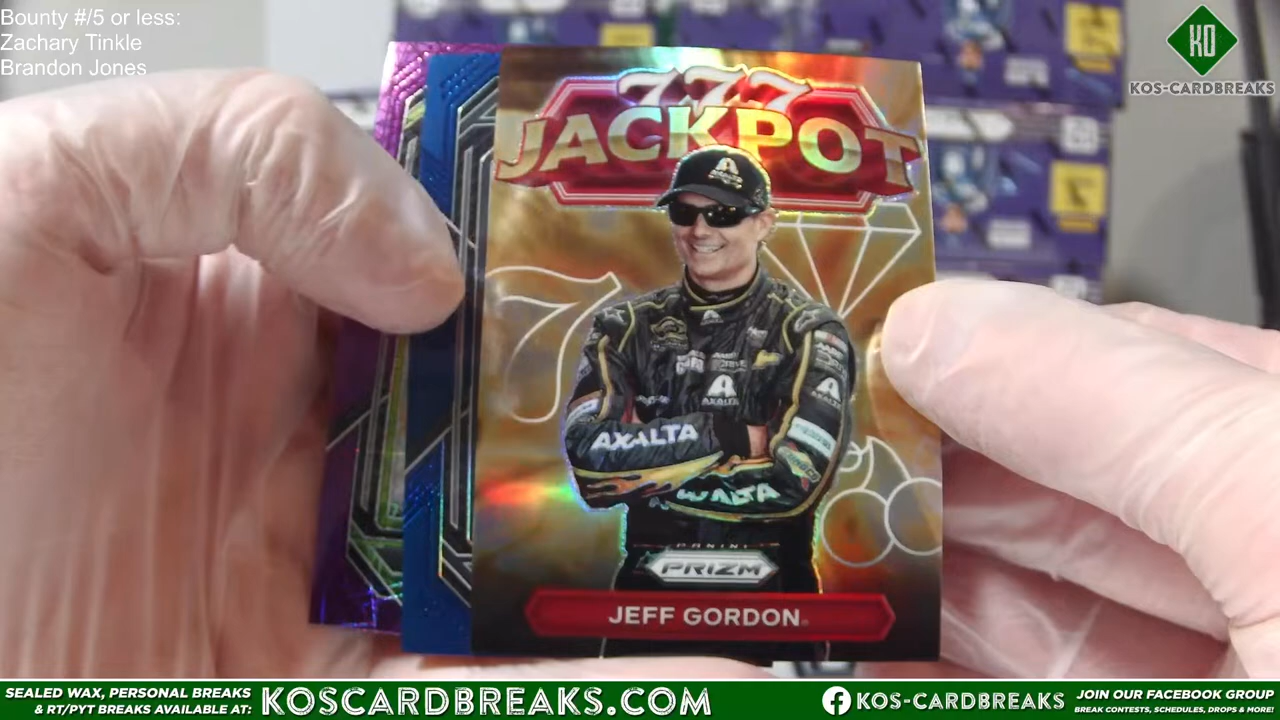 Bounty #/5 or less:
Zachary Tinkle
Brandon Jones
KO
KOS-CARDBREAKS
777
JACKPOT
AXALTA
AXALTA
AXALTA
PANINI
PRIZM
JEFF GORDON
SEALED WAX, PERSONAL BREAKS
& RT/PYT BREAKS AVAILABLE AT:
KOSCARDBREAKS.COM
KOS-CARDBREAKS
JOIN OUR FACEBOOK GROUP
BREAK CONTESTS, SCHEDULES, DROPS & MORE!